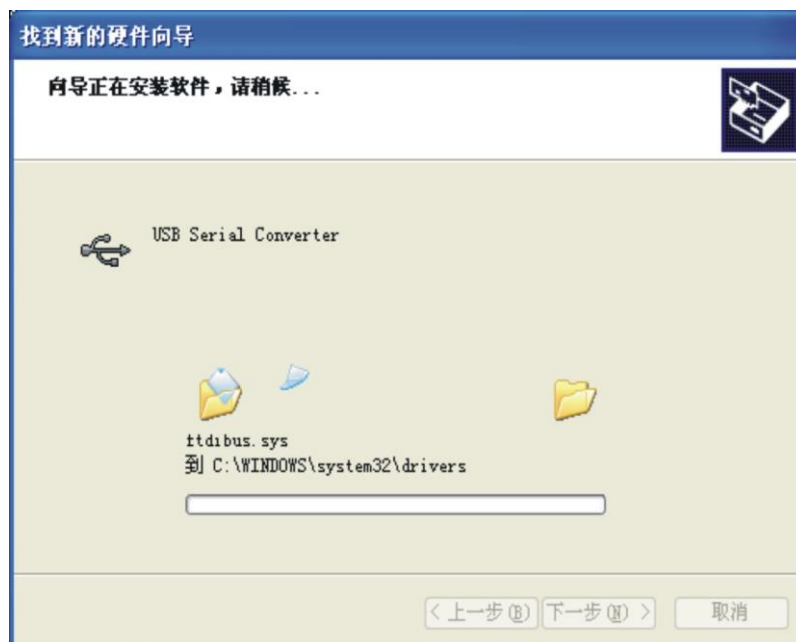 找到新的硬件向导
向导正在安装软件，请稍候...
USB Serial Converter
ftdibus.sys
到 C:\WINDOWS\system32\drivers
< 上一步(B) 下一步(N) > 取消